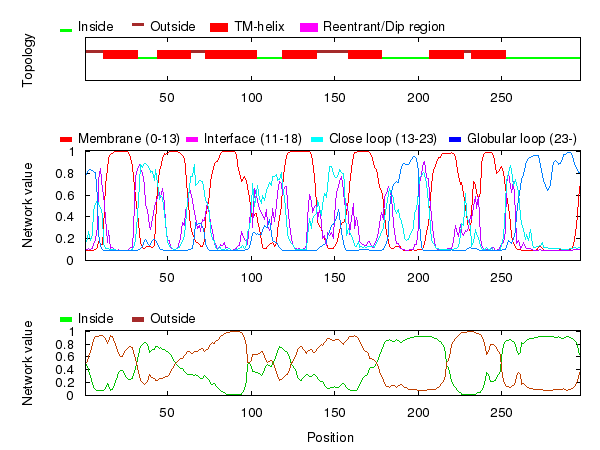 Inside Outside TM-helix Reentrant/Dip region
Topology
50 100 150 200 250
Membrane (0-13) Interface (11-18) Close loop (13-23) Globular loop (23-)
Network value
1
0.8
0.6
0.4
0.2
0
50 100 150 200 250
Inside Outside
Network value
1
0.8
0.6
0.4
0.2
0
50 100 150 200 250
Position